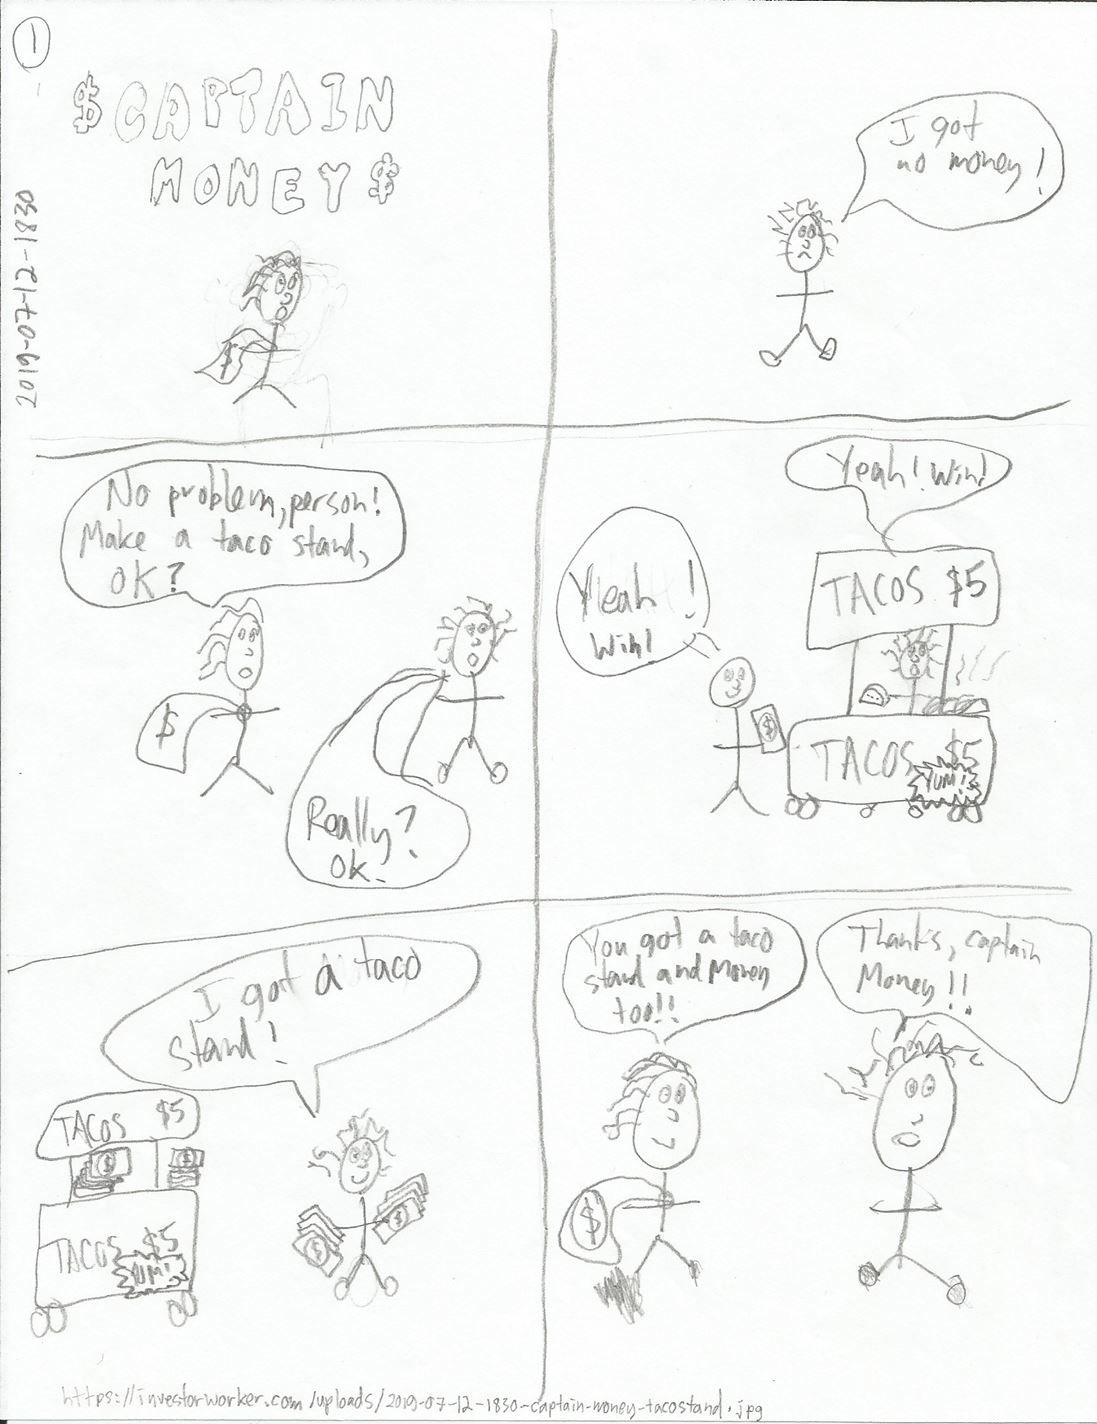 1
2019-07-12-1830
$CAPTAIN
MONEY$
I got
no money!
No problem, person!
Make a taco stand,
OK?
Really?
OK.
Yeah!
Win!
Yeah! Win!
TACOS $5
TACOS $5
YUM!
I got a taco
stand!
TACOS $5
$
$
TACOS $5
YUM!
$
$
You got a taco
stand and Money
too!!
Thanks, captain
Money!!
$
https://investorworker.com/uploads/2019-07-12-1830-captain-money-tacostand.jpg